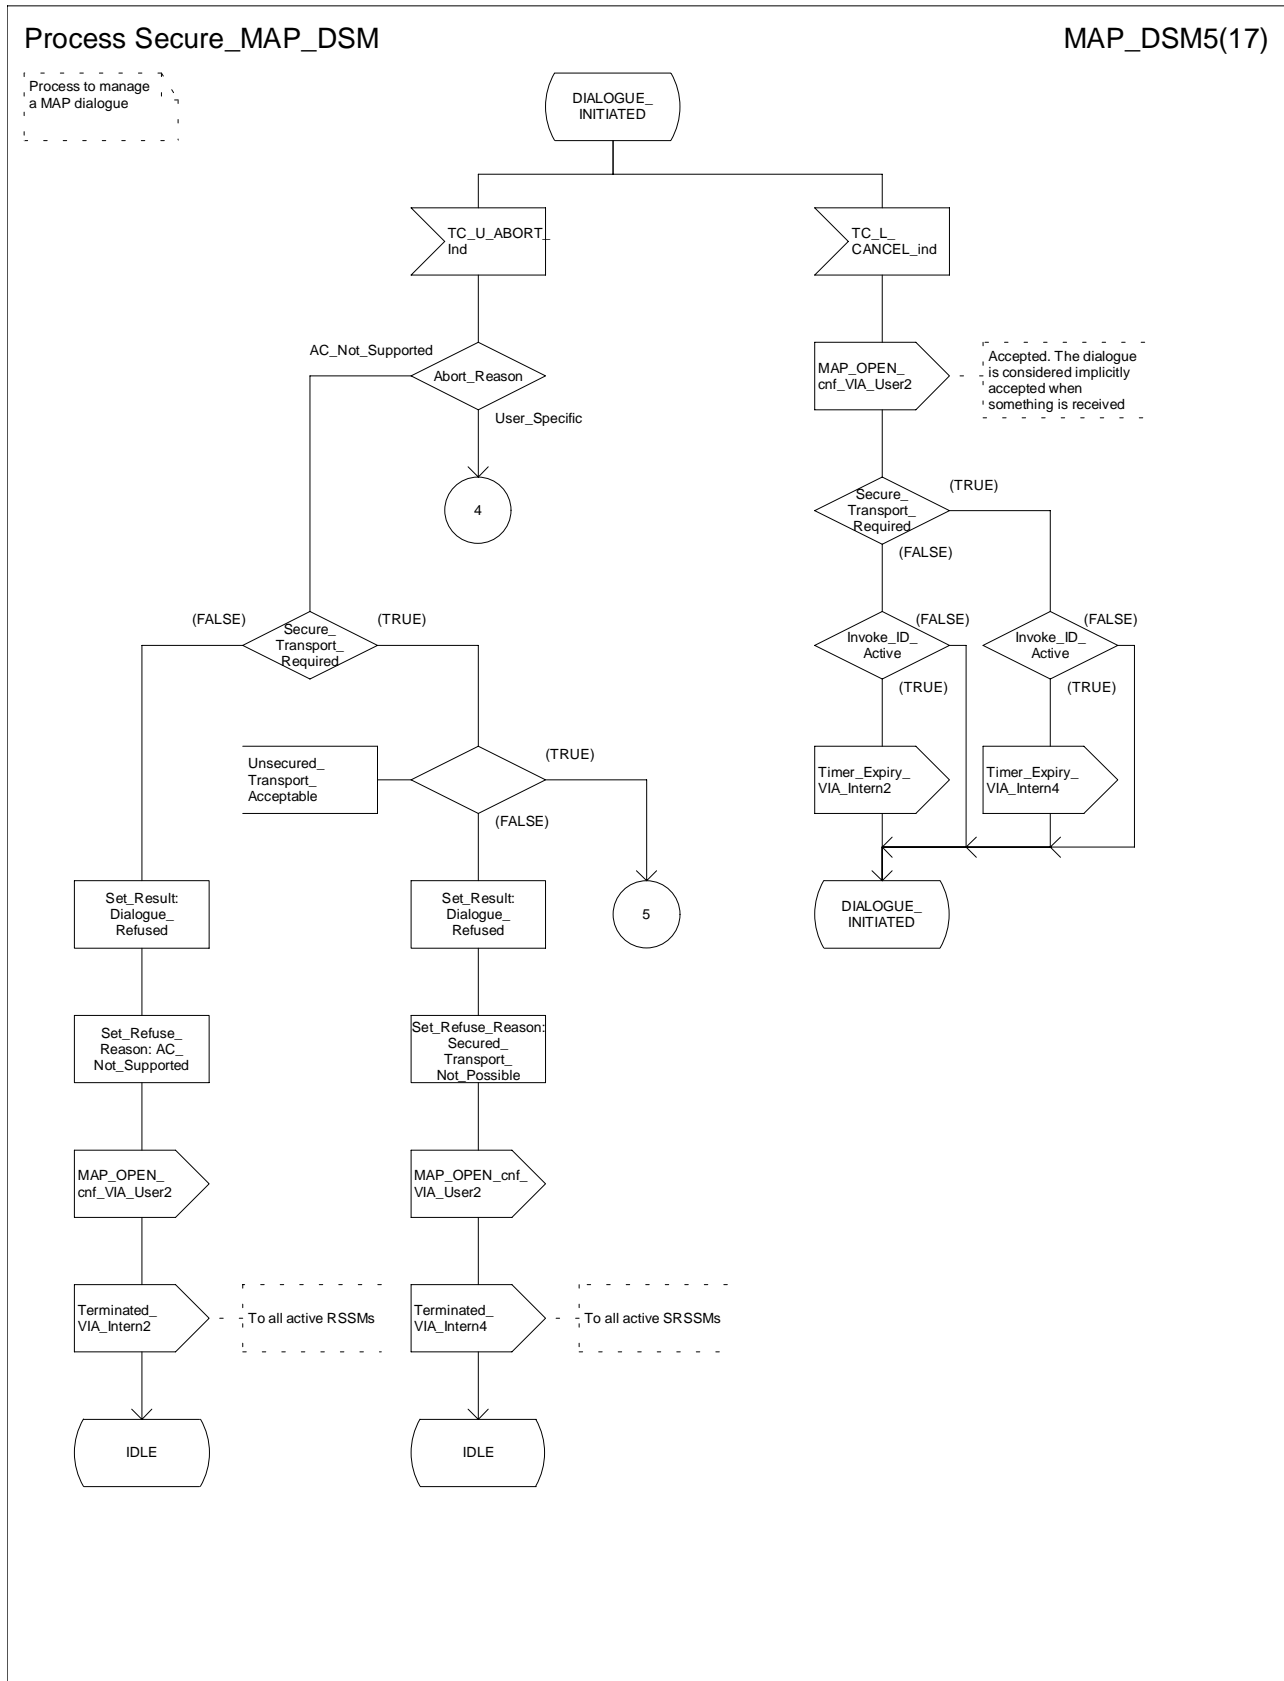 Process Secure_MAP_DSM
MAP_DSM5(17)
Process to manage
a MAP dialogue
DIALOGUE_
INITIATED
TC_U_ABORT_
Ind
TC_L_
CANCEL_ind
AC_Not_Supported
Abort_Reason
User_Specific
4
MAP_OPEN_
cnf_VIA_User2
Accepted. The dialogue
is considered implicitly
accepted when
something is received
Secure_
Transport_
Required
(TRUE)
(FALSE)
(FALSE)
Secure_
Transport_
Required
(TRUE)
Invoke_ID_
Active
(FALSE)
(TRUE)
Invoke_ID_
Active
(FALSE)
(TRUE)
Unsecured_
Transport_
Acceptable
(TRUE)
(FALSE)
Timer_Expiry_
VIA_Intern2
Timer_Expiry_
VIA_Intern4
Set_Result:
Dialogue_
Refused
Set_Result:
Dialogue_
Refused
5
DIALOGUE_
INITIATED
Set_Refuse_
Reason: AC_
Not_Supported
Set_Refuse_Reason:
Secured_
Transport_
Not_Possible
MAP_OPEN_
cnf_VIA_User2
MAP_OPEN_cnf_
VIA_User2
Terminated_
VIA_Intern2
To all active RSSMs
Terminated_
VIA_Intern4
To all active SRSSMs
IDLE
IDLE